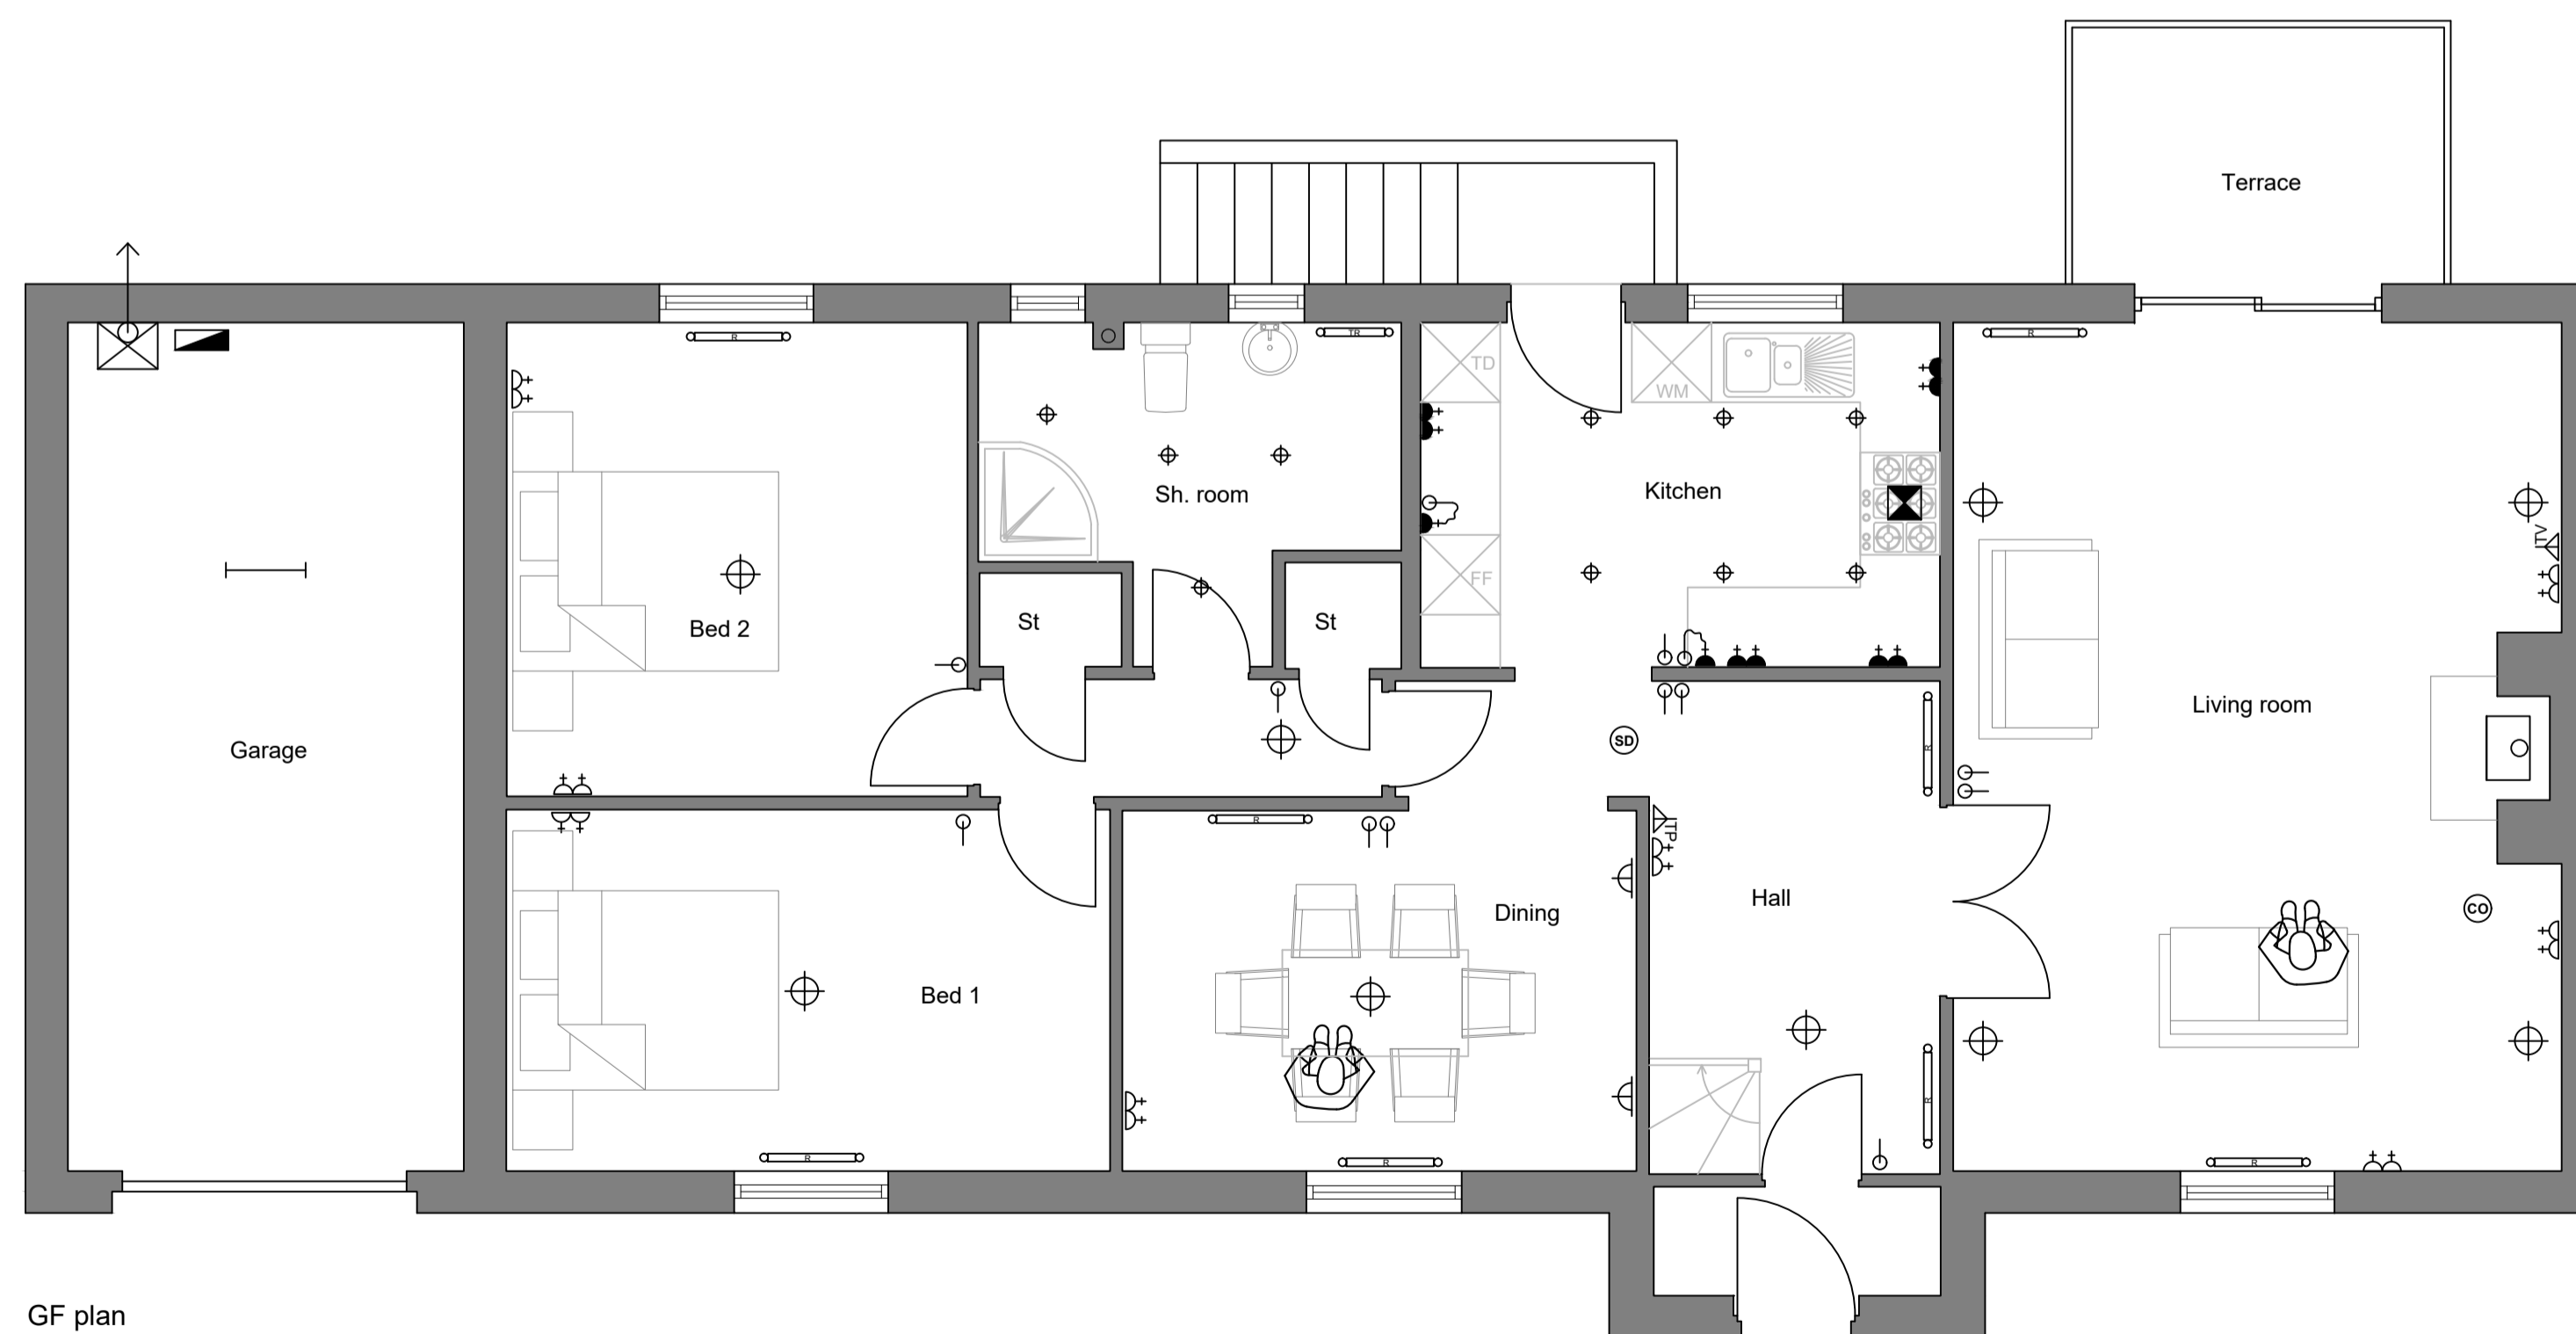 Terrace
R
TR
R
TD
WM
Kitchen
Sh. room
TV
FF
St
St
Bed 2
Living room
Garage
SD
R
R
TP
Hall
Dining
CO
Bed 1
R
R
R
R
GF plan